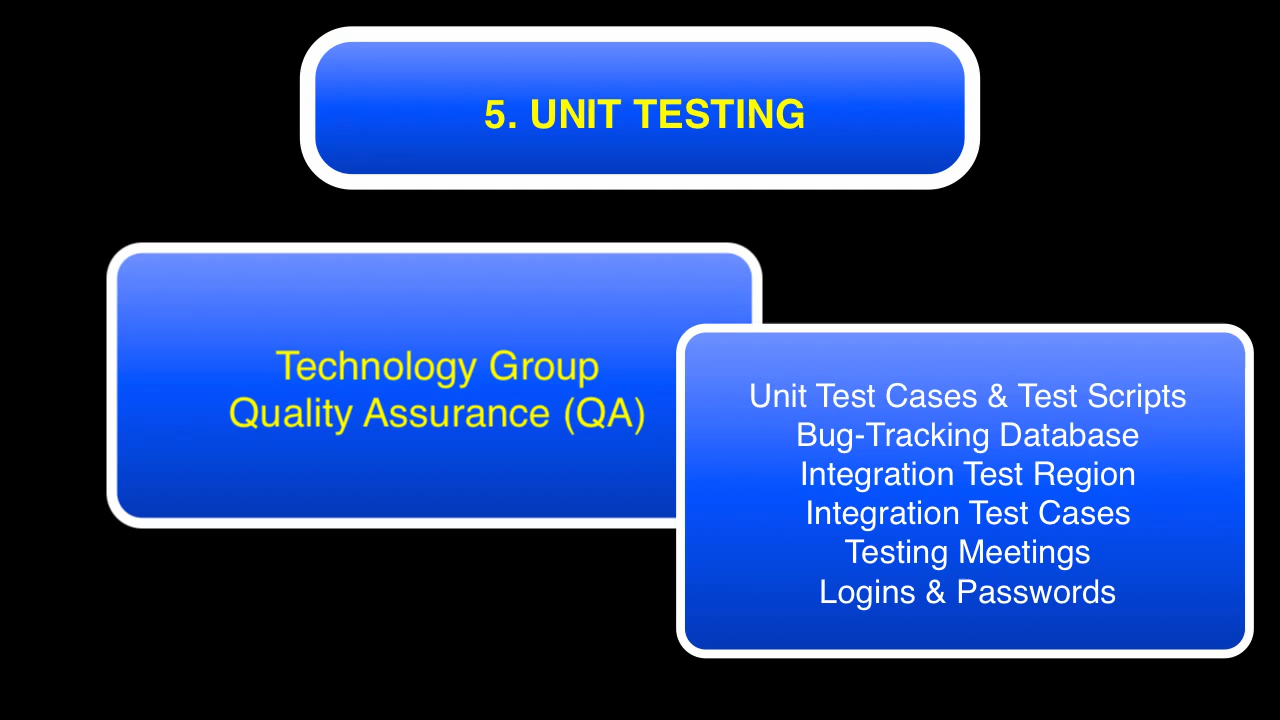 5. UNIT TESTING
Technology Group
Quality Assurance (QA)
Unit Test Cases & Test Scripts
Bug-Tracking Database
Integration Test Region
Integration Test Cases
Testing Meetings
Logins & Passwords